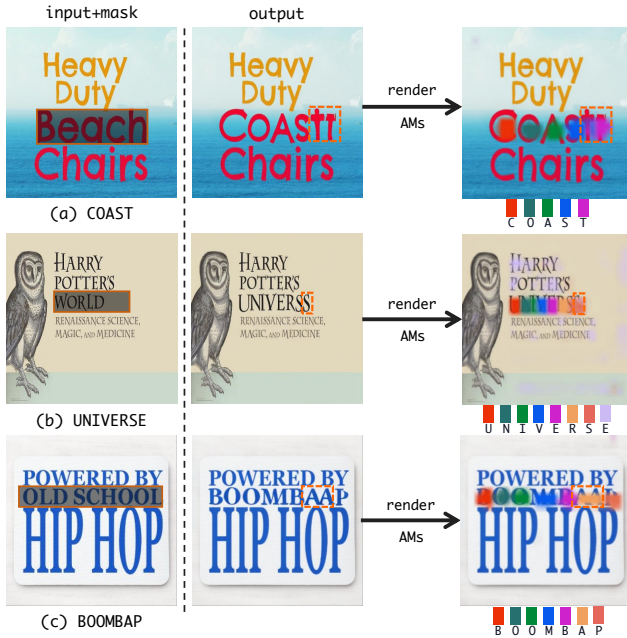 input+mask
output
Heavy
Duty
Beach
Chairs
Heavy
Duty
CoAstt
Chairs
render
AMs
Heavy
Duty
CoAstt
Chairs
C O A S T
(a) COAST
HARRY
POTTER'S
WORLD
RENAISSANCE SCIENCE,
MAGIC, AND MEDICINE
HARRY
POTTER'S
UNIVERSS
RENAISSANCE SCIENCE,
MAGIC, AND MEDICINE
render
AMs
HARRY
POTTER'S
UNIVERSS
RENAISSANCE SCIENCE,
MAGIC, AND MEDICINE
U N I V E R S E
(b) UNIVERSE
POWERED BY
OLD SCHOOL
HIP HOP
POWERED BY
BOOMBAAP
HIP HOP
render
AMs
POWERED BY
BOOMBAAP
HIP HOP
B O O M B A P
(c) BOOMBAP